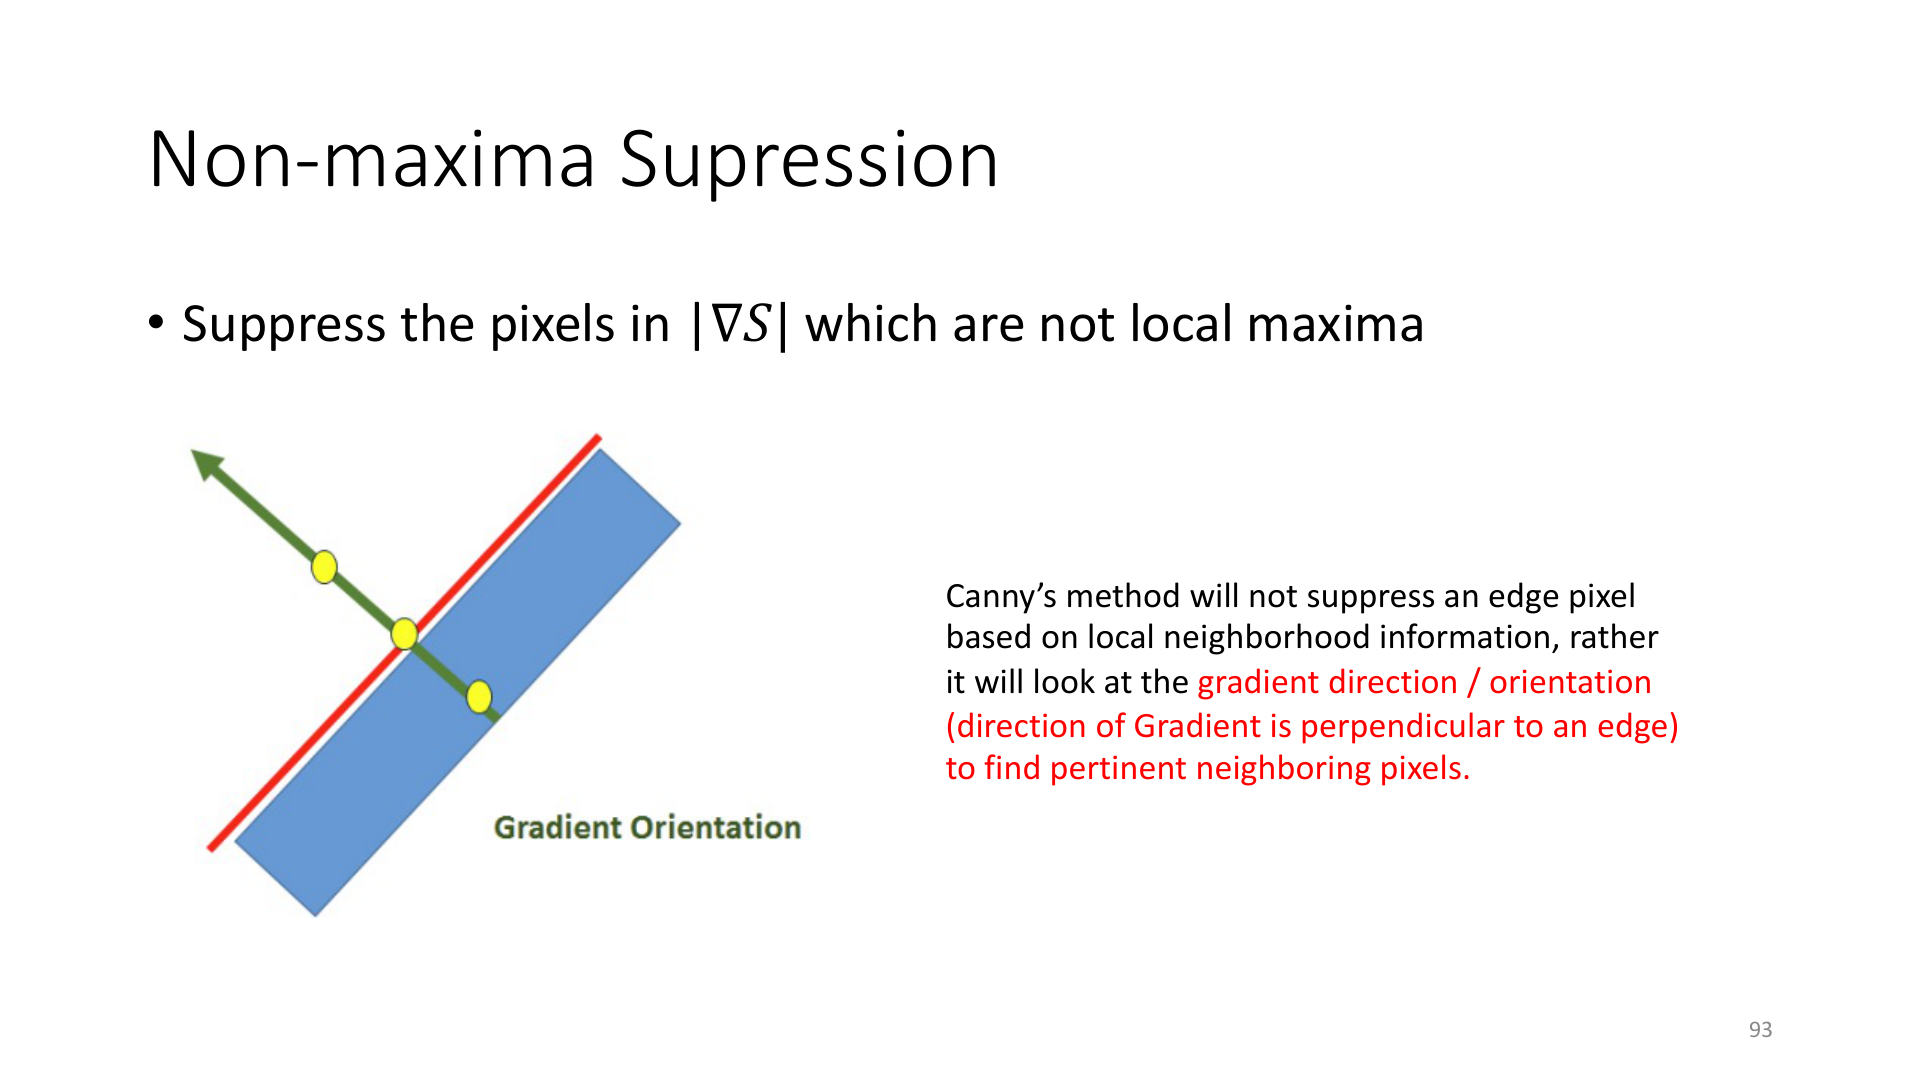 Non-maxima Supression
• Suppress the pixels in |∇S| which are not local maxima
Canny’s method will not suppress an edge pixel
based on local neighborhood information, rather
it will look at the gradient direction / orientation
(direction of Gradient is perpendicular to an edge)
to find pertinent neighboring pixels.
Gradient Orientation
93